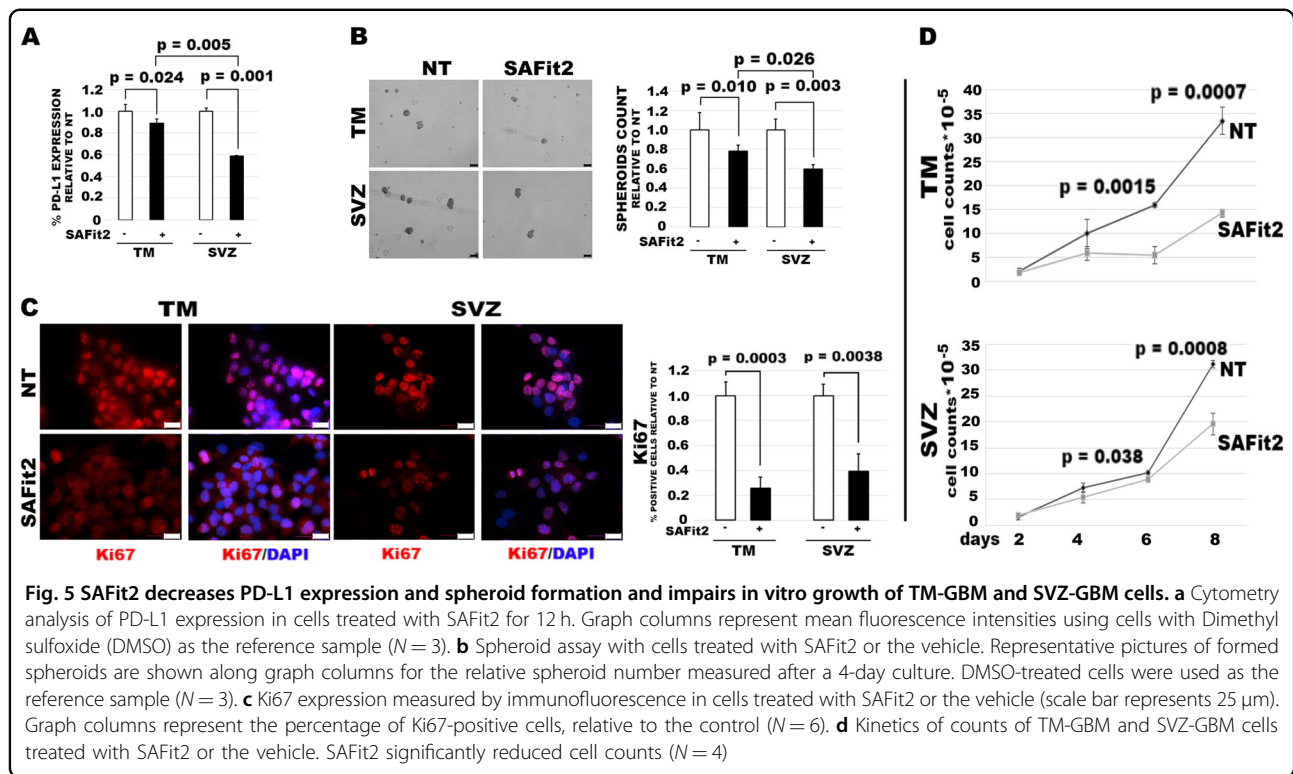 A
p = 0.005
p = 0.024
p = 0.001
% PD-L1 EXPRESSION
RELATIVE TO NT
1.2
1.0
0.8
0.6
0.4
0.2
0
SAFit2
-
+
-
+
TM
SVZ
B
NT
SAFit2
TM
SVZ
p = 0.026
p = 0.010
p = 0.003
SPHEROIDS COUNT
RELATIVE TO NT
1.4
1.2
1.0
0.8
0.6
0.4
0.2
0
SAFit2
-
+
-
+
TM
SVZ
C
TM
SVZ
NT
SAFit2
Ki67
Ki67/DAPI
Ki67
Ki67/DAPI
p = 0.0003
p = 0.0038
Ki67
% POSITIVE CELLS RELATIVE TO NT
1.2
1.0
0.8
0.6
0.4
0.2
0
SAFit2
-
+
-
+
TM
SVZ
D
TM
cell counts*10-5
40
35
30
25
20
15
10
5
0
p = 0.0007
p = 0.0015
NT
SAFit2
SVZ
cell counts*10-5
35
30
25
20
15
10
5
0
p = 0.0008
p = 0.038
NT
SAFit2
days
2
4
6
8
Fig. 5 SAFit2 decreases PD-L1 expression and spheroid formation and impairs in vitro growth of TM-GBM and SVZ-GBM cells. a Cytometry
analysis of PD-L1 expression in cells treated with SAFit2 for 12 h. Graph columns represent mean fluorescence intensities using cells with Dimethyl
sulfoxide (DMSO) as the reference sample (N = 3). b Spheroid assay with cells treated with SAFit2 or the vehicle. Representative pictures of formed
spheroids are shown along graph columns for the relative spheroid number measured after a 4-day culture. DMSO-treated cells were used as the
reference sample (N = 3). c Ki67 expression measured by immunofluorescence in cells treated with SAFit2 or the vehicle (scale bar represents 25 μm).
Graph columns represent the percentage of Ki67-positive cells, relative to the control (N = 6). d Kinetics of counts of TM-GBM and SVZ-GBM cells
treated with SAFit2 or the vehicle. SAFit2 significantly reduced cell counts (N = 4)